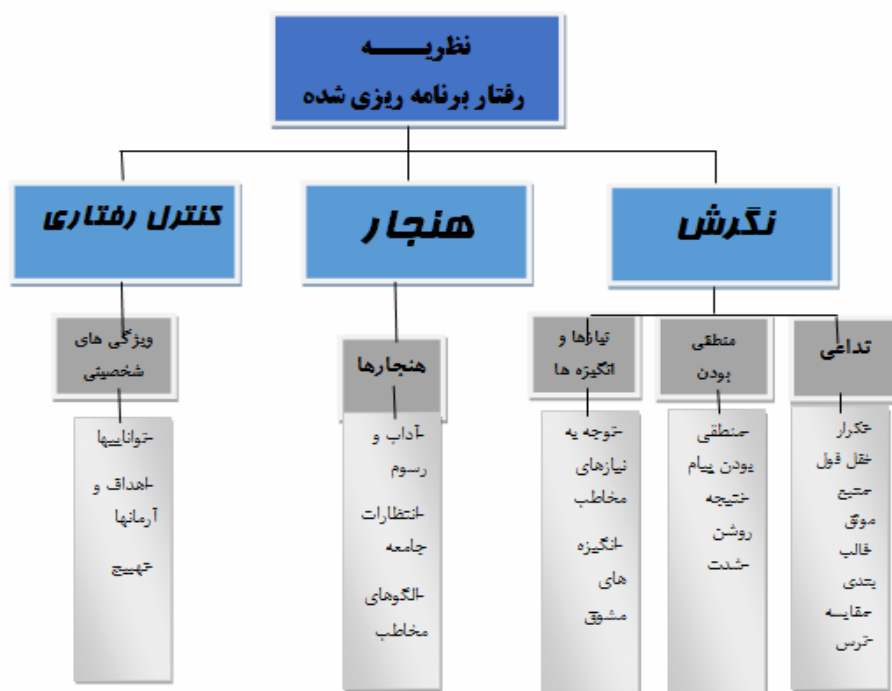 نظریـــــه
رفتار برنامه ریزی شده
نگرش
هنجار
کنترل رفتاری
تداعی
منطقی
بودن
نیازها و
انگیزه ها
هنجارها
ویژگی های
شخصیتی
-تکرار
-نقل قول
-منبع
موثق
-قالب
بندی
-مقایسه
-ترس
-منطقی
بودن پیام
-نتیجه
روشن
-شدت
-توجه به
نیازهای
مخاطب
-انگیزه
های
مشوق
-آداب و
رسوم
-انتظارات
جامعه
-الگوهای
مخاطب
-تواناییها
-اهداف و
آرمانها
-تهییج